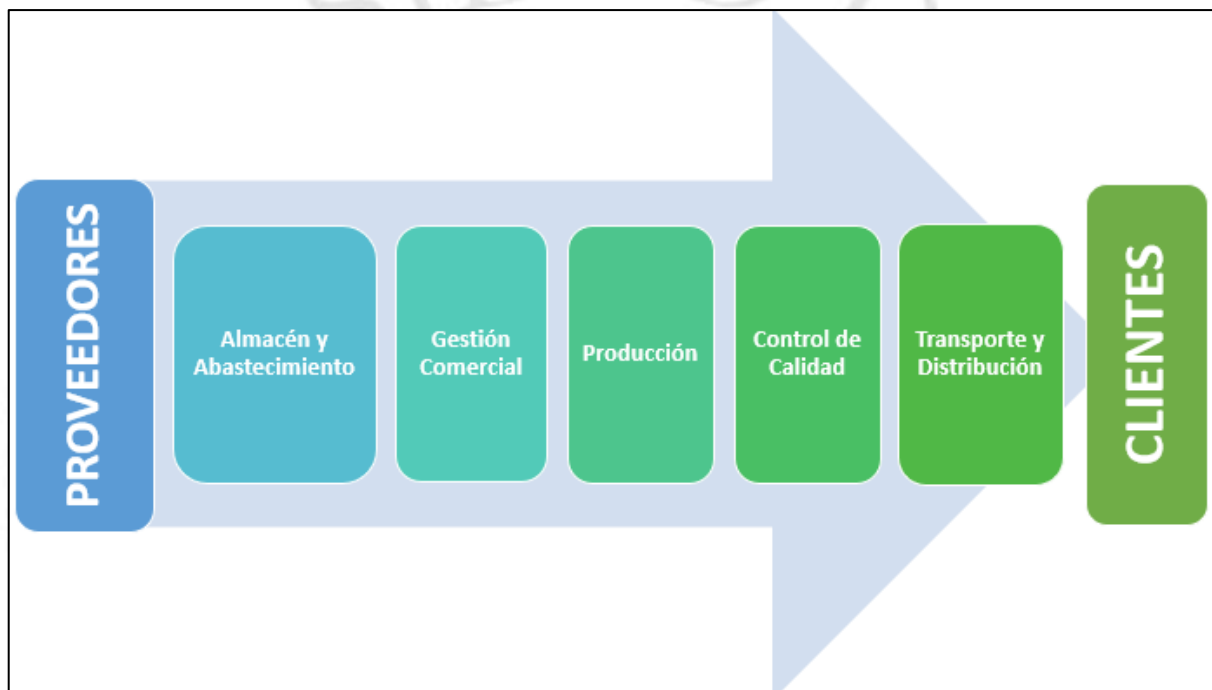 PROVEEDORES
Almacén y
Abastecimiento
Gestión
Comercial
Producción
Control de
Calidad
Transporte y
Distribución
CLIENTES